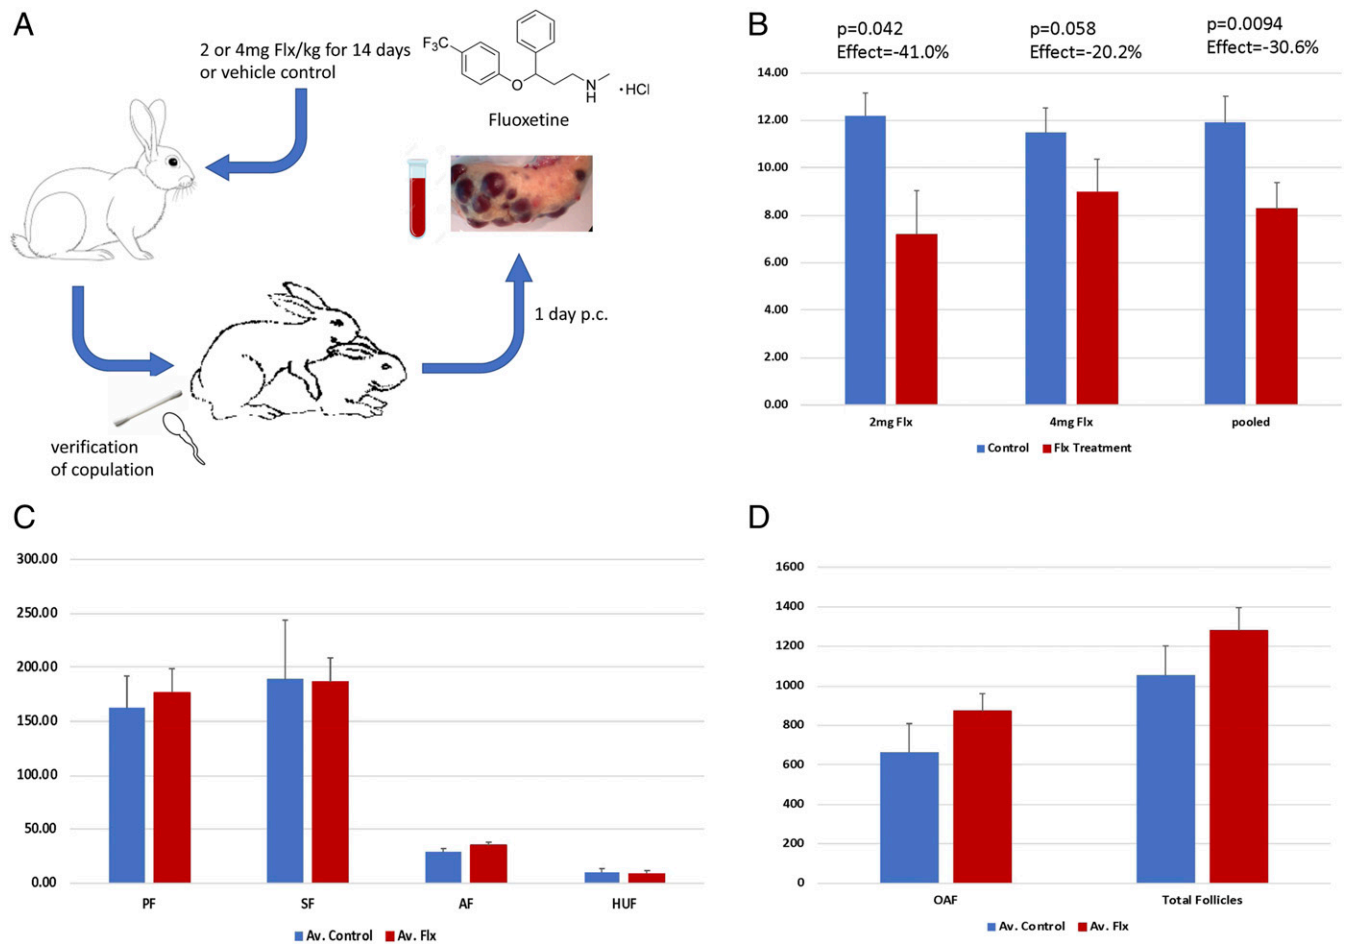 A
2 or 4mg Flx/kg for 14 days
or vehicle control
F₃C
O
N
H
·HCl
Fluoxetine
1 day p.c.
verification
of copulation
B
p=0.042
Effect=-41.0%
p=0.058
Effect=-20.2%
p=0.0094
Effect=-30.6%
14.00
12.00
10.00
8.00
6.00
4.00
2.00
0.00
2mg Flx
4mg Flx
pooled
Control
Flx Treatment
C
300.00
250.00
200.00
150.00
100.00
50.00
0.00
PF
SF
AF
HUF
Av. Control
Av. Flx
D
1600
1400
1200
1000
800
600
400
200
0
OAF
Total Follicles
Av. Control
Av. Flx